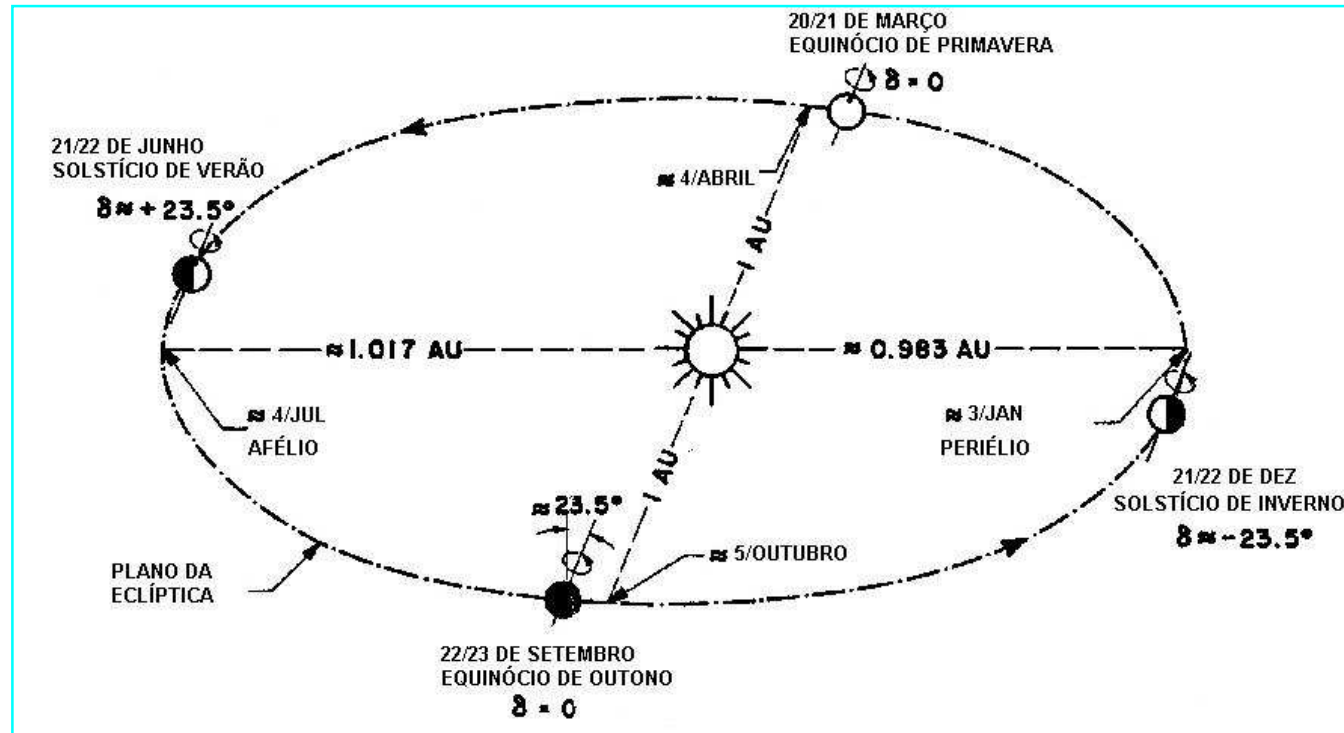 20/21 DE MARÇO
EQUINÓCIO DE PRIMAVERA
δ = 0
21/22 DE JUNHO
SOLSTÍCIO DE VERÃO
δ ≈ + 23.5°
≈ 4/ABRIL
1 AU
≈1.017 AU
≈ 0.983 AU
≈ 4/JUL
AFÉLIO
≈ 3/JAN
PERIÉLIO
1 AU
21/22 DE DEZ
SOLSTÍCIO DE INVERNO
δ ≈ -23.5°
≈ 23.5°
≈ 5/OUTUBRO
PLANO DA
ECLÍPTICA
22/23 DE SETEMBRO
EQUINÓCIO DE OUTONO
δ = 0